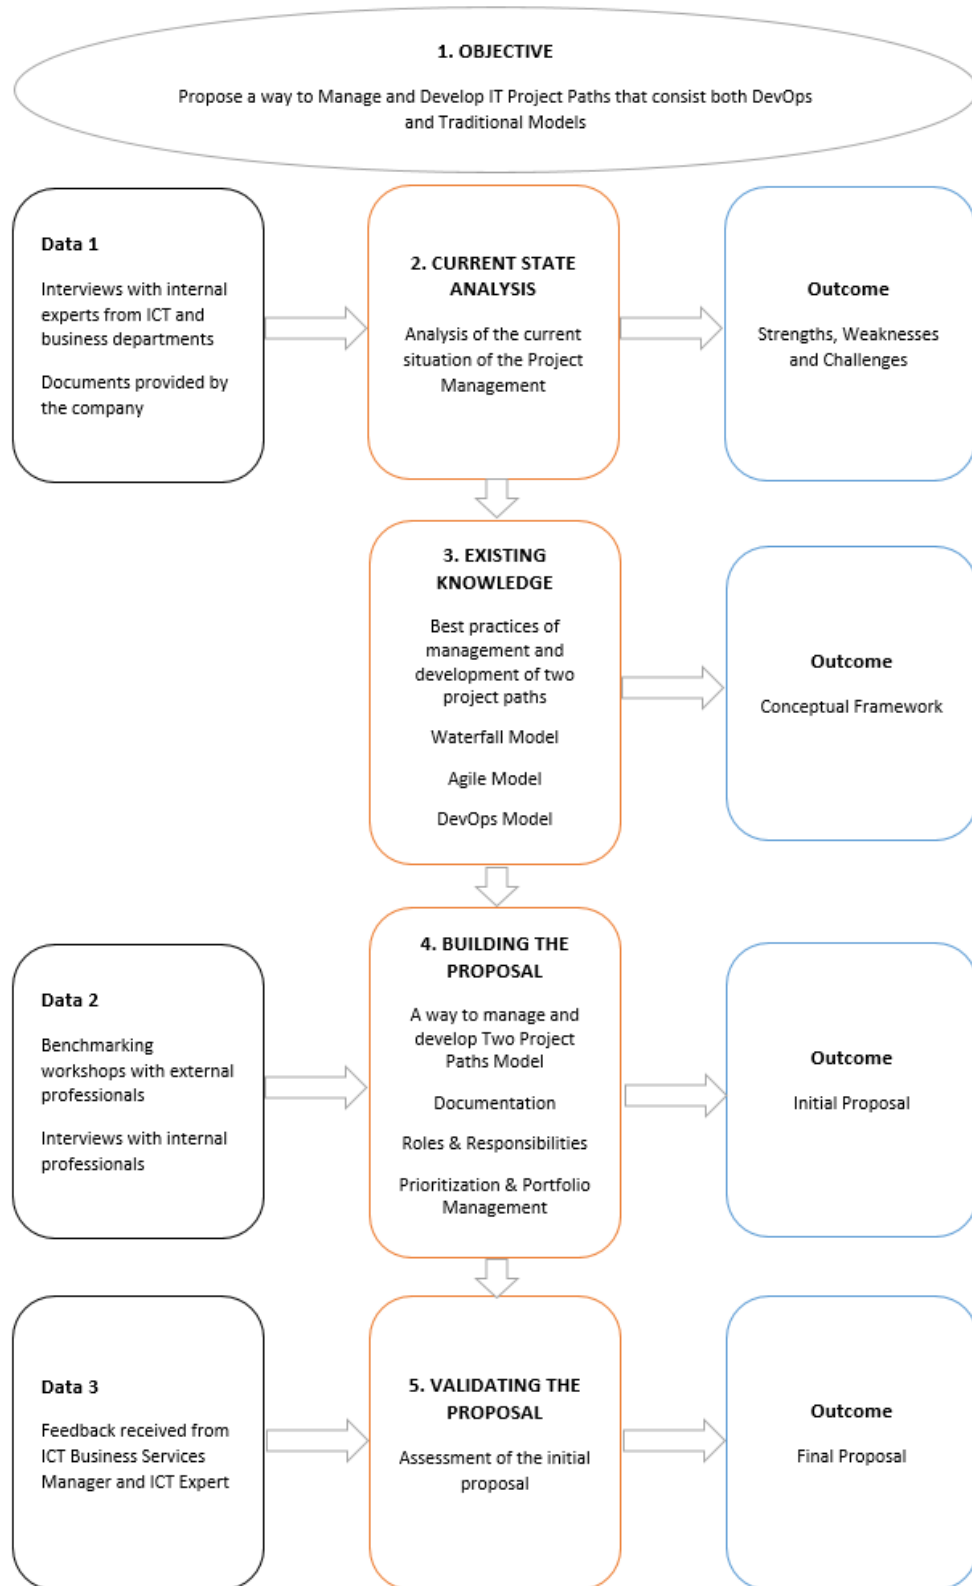 1. OBJECTIVE
Propose a way to Manage and Develop IT Project Paths that consist both DevOps
and Traditional Models
Data 1
Interviews with internal
experts from ICT and
business departments
Documents provided by
the company
2. CURRENT STATE
ANALYSIS
Analysis of the current
situation of the Project
Management
Outcome
Strengths, Weaknesses
and Challenges
3. EXISTING
KNOWLEDGE
Best practices of
management and
development of two
project paths
Waterfall Model
Agile Model
DevOps Model
Outcome
Conceptual Framework
Data 2
Benchmarking
workshops with external
professionals
Interviews with internal
professionals
4. BUILDING THE
PROPOSAL
A way to manage and
develop Two Project
Paths Model
Documentation
Roles & Responsibilities
Prioritization & Portfolio
Management
Outcome
Initial Proposal
Data 3
Feedback received from
ICT Business Services
Manager and ICT Expert
5. VALIDATING THE
PROPOSAL
Assessment of the initial
proposal
Outcome
Final Proposal